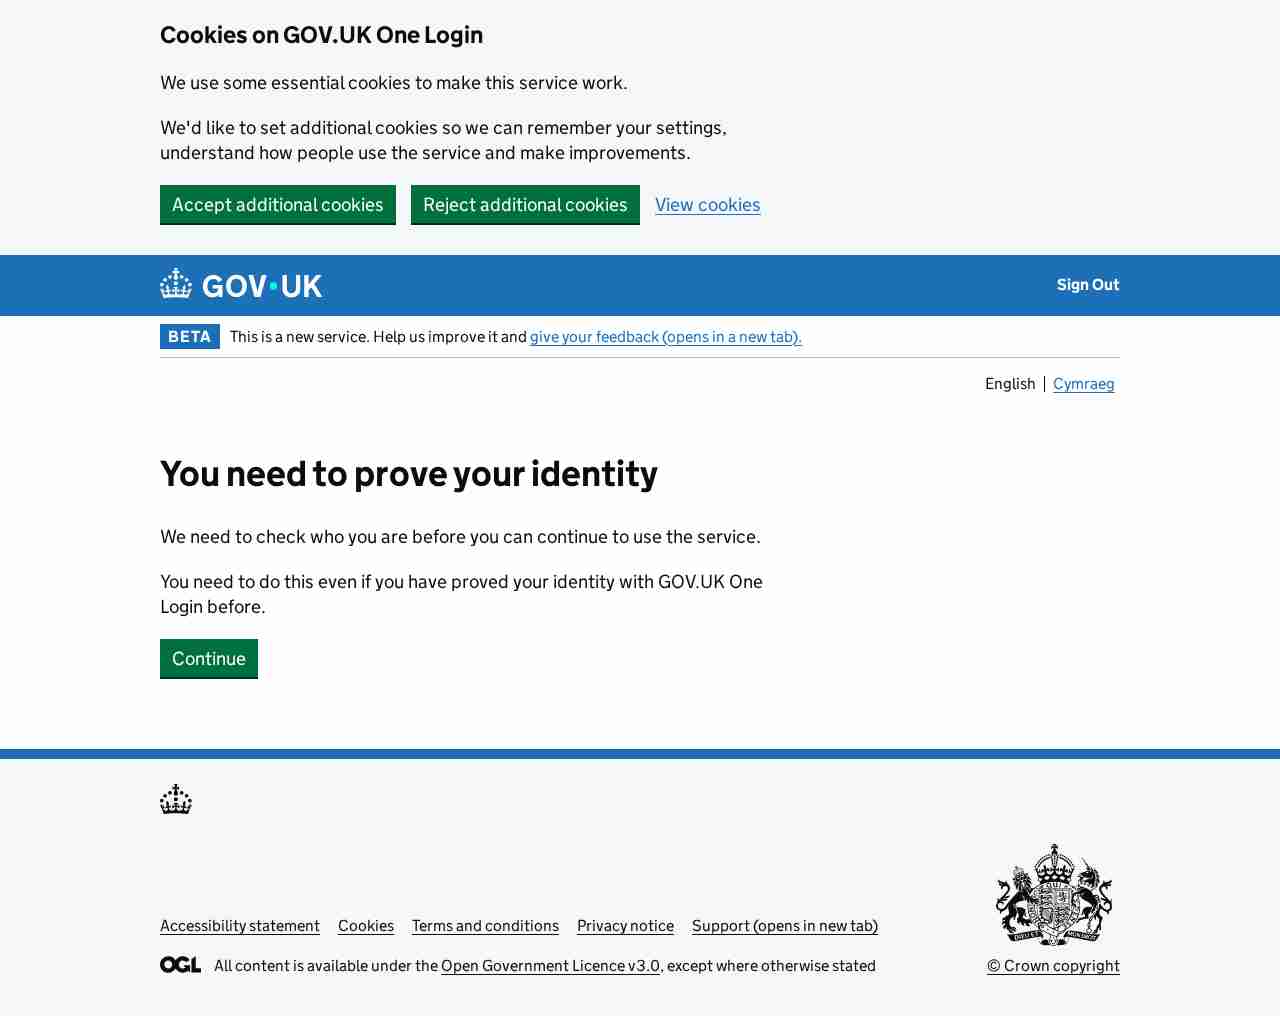 Cookies on GOV.UK One Login
We use some essential cookies to make this service work.
We'd like to set additional cookies so we can remember your settings,
understand how people use the service and make improvements.
Accept additional cookies Reject additional cookies View cookies
GOV·UK Sign Out
BETA This is a new service. Help us improve it and give your feedback (opens in a new tab).
English Cymraeg
You need to prove your identity
We need to check who you are before you can continue to use the service.
You need to do this even if you have proved your identity with GOV.UK One
Login before.
Continue
Accessibility statement Cookies Terms and conditions Privacy notice Support (opens in new tab)
OGL All content is available under the Open Government Licence v3.0, except where otherwise stated
© Crown copyright